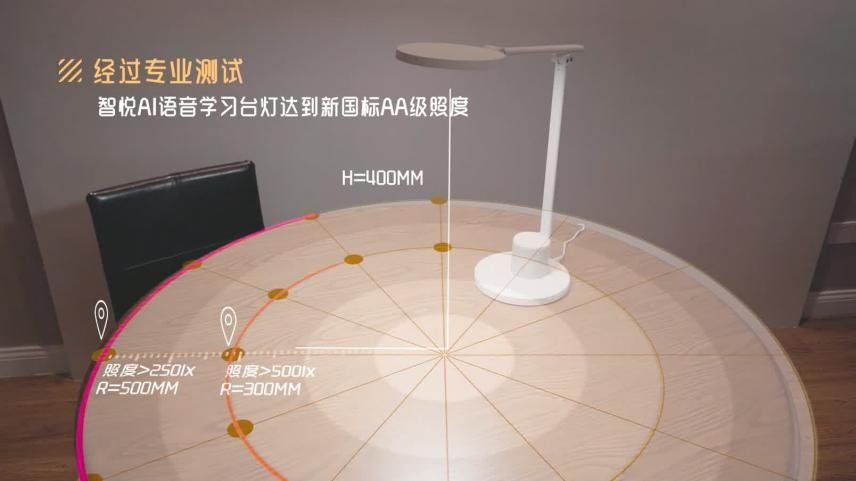 经过专业测试
智悦AI语音学习台灯达到新国标AA级照度
H=400MM
照度>250lx
R=500MM
照度>500lx
R=300MM